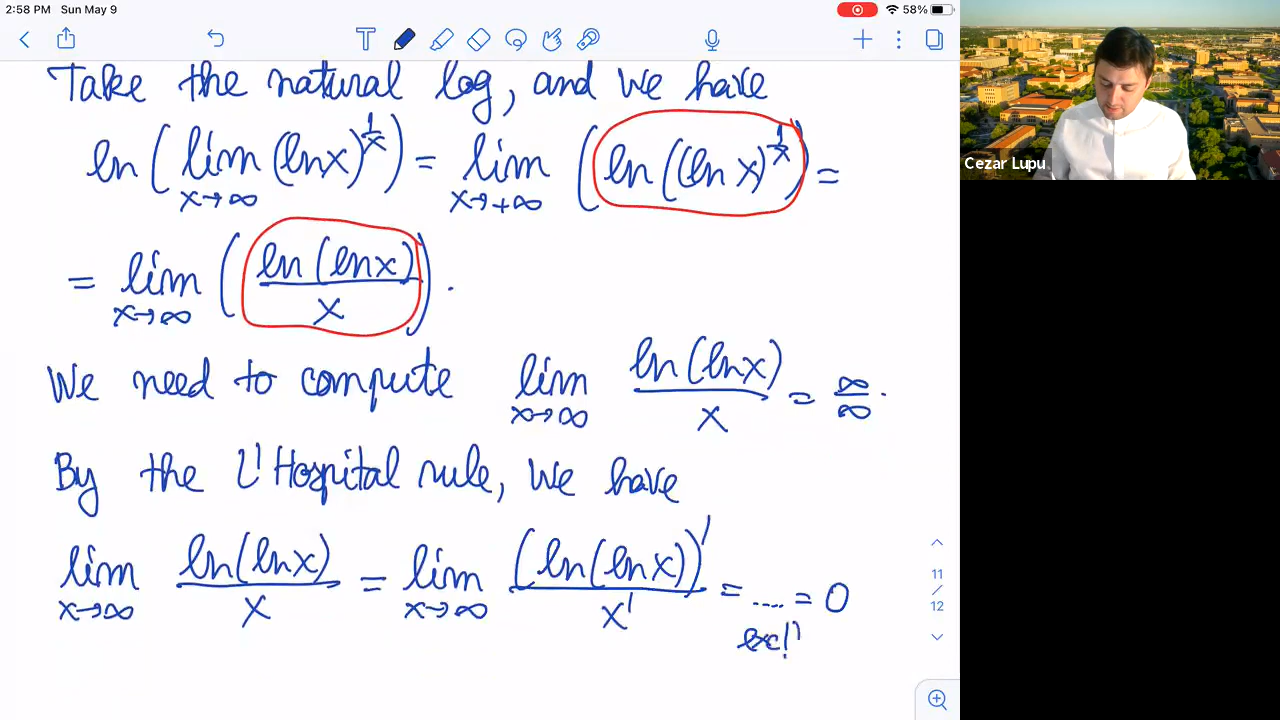 2:58 PM Sun May 9
58%
Take the natural log, and we have
ln ( lim x→∞ (ln x)^(1/x) ) = lim x→+∞ ( ln ((ln x)^(1/x)) ) =
= lim x→∞ ( ln (ln x) / x ) .
We need to compute lim x→∞ ln (ln x) / x = ∞/∞ .
By the L'Hospital rule, we have
lim x→∞ ln(ln x) / x = lim x→∞ (ln(ln x))' / x' = .... = 0
exc!
11
/
12
Cezar Lupu